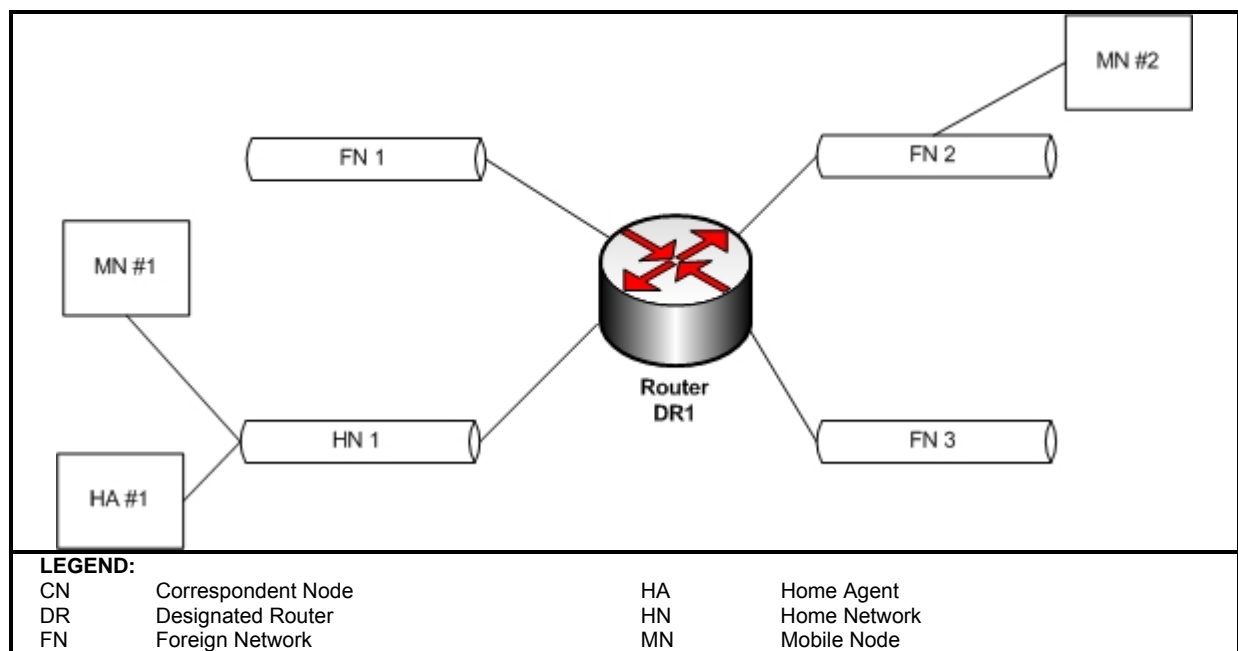 MN #2
FN 1
FN 2
MN #1
Router
DR1
HN 1
FN 3
HA #1
LEGEND:
CN Correspondent Node HA Home Agent
DR Designated Router HN Home Network
FN Foreign Network MN Mobile Node